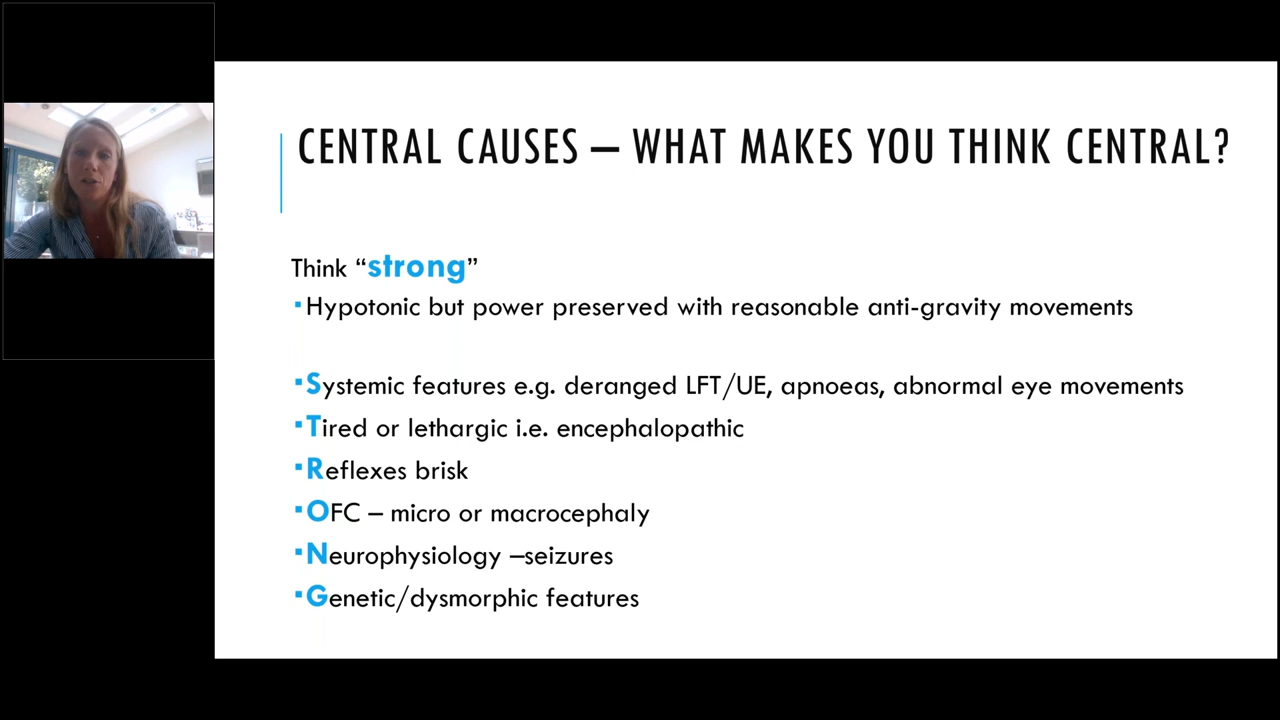 CENTRAL CAUSES – WHAT MAKES YOU THINK CENTRAL?
Think “strong”
▪Hypotonic but power preserved with reasonable anti-gravity movements
▪Systemic features e.g. deranged LFT/UE, apnoeas, abnormal eye movements
▪Tired or lethargic i.e. encephalopathic
▪Reflexes brisk
▪OFC – micro or macrocephaly
▪Neurophysiology –seizures
▪Genetic/dysmorphic features